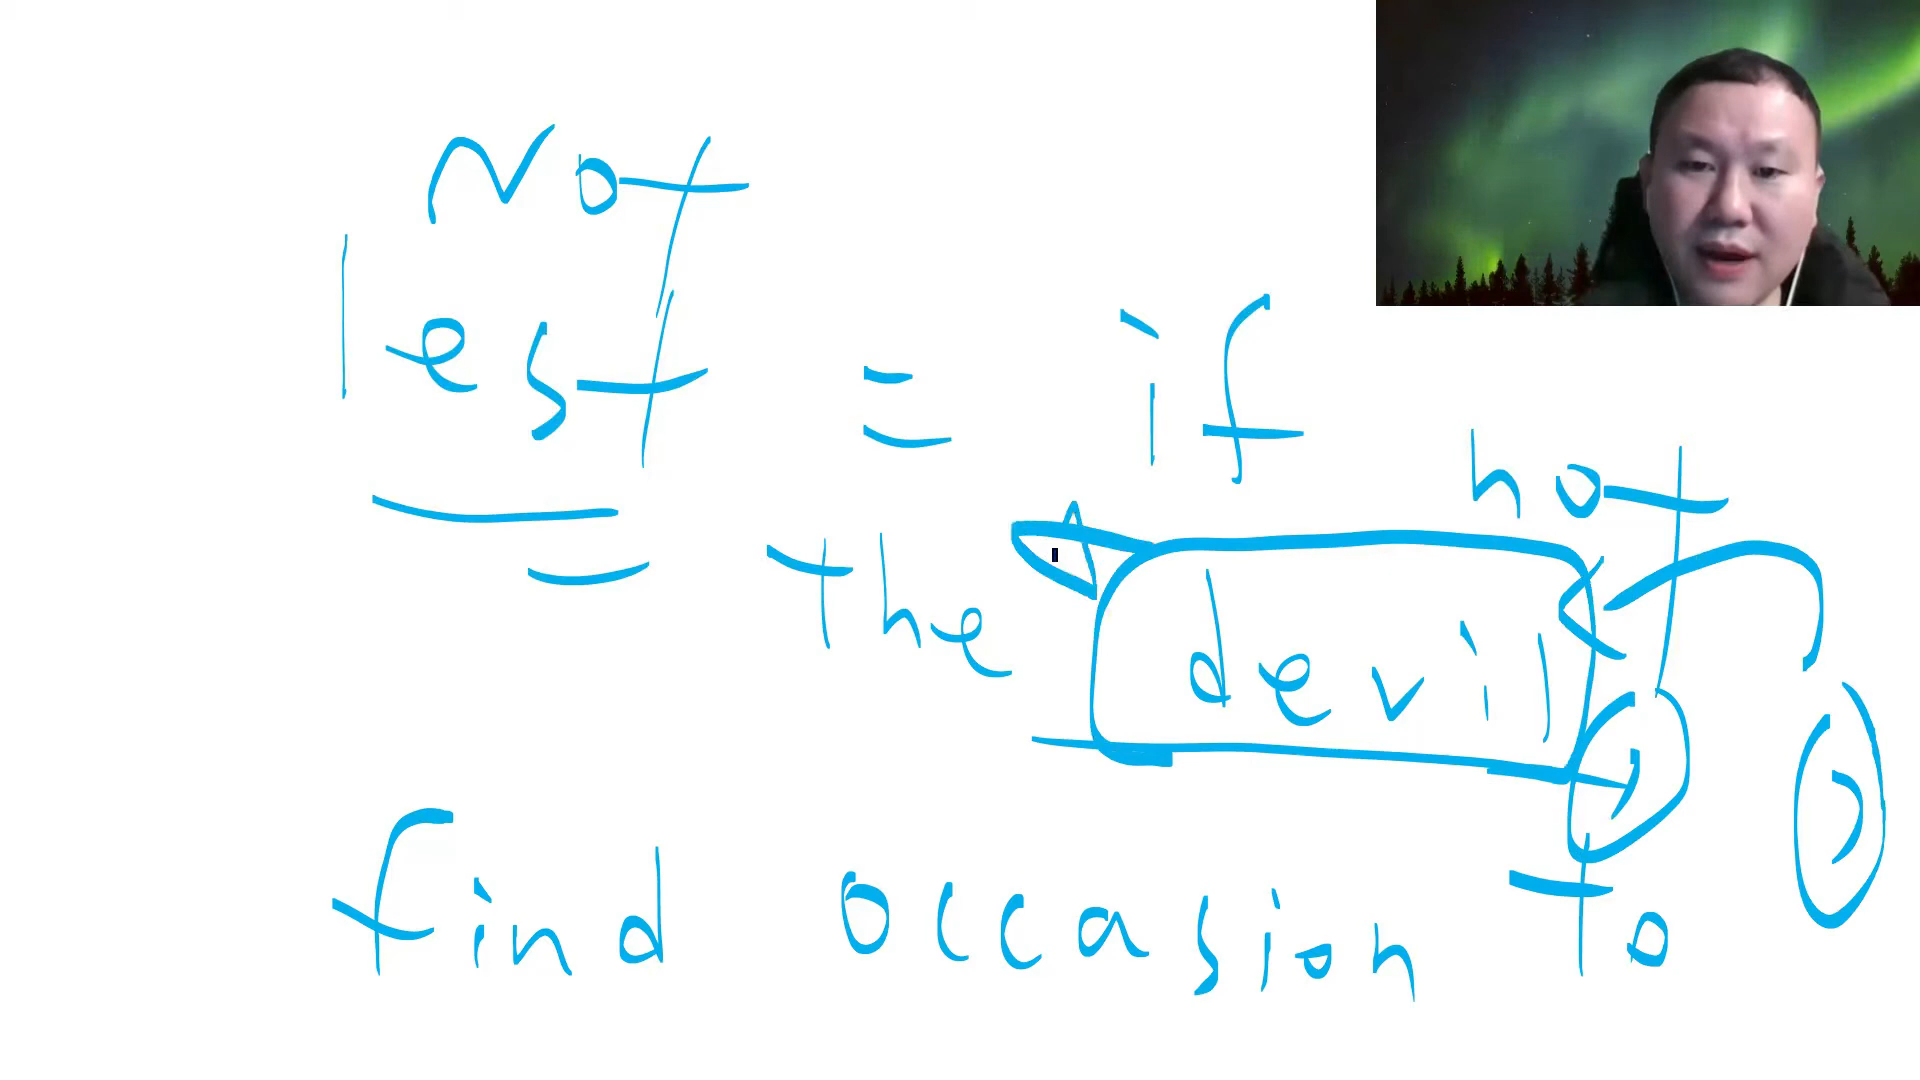 Not
lest = if not
the devil
find occasion to